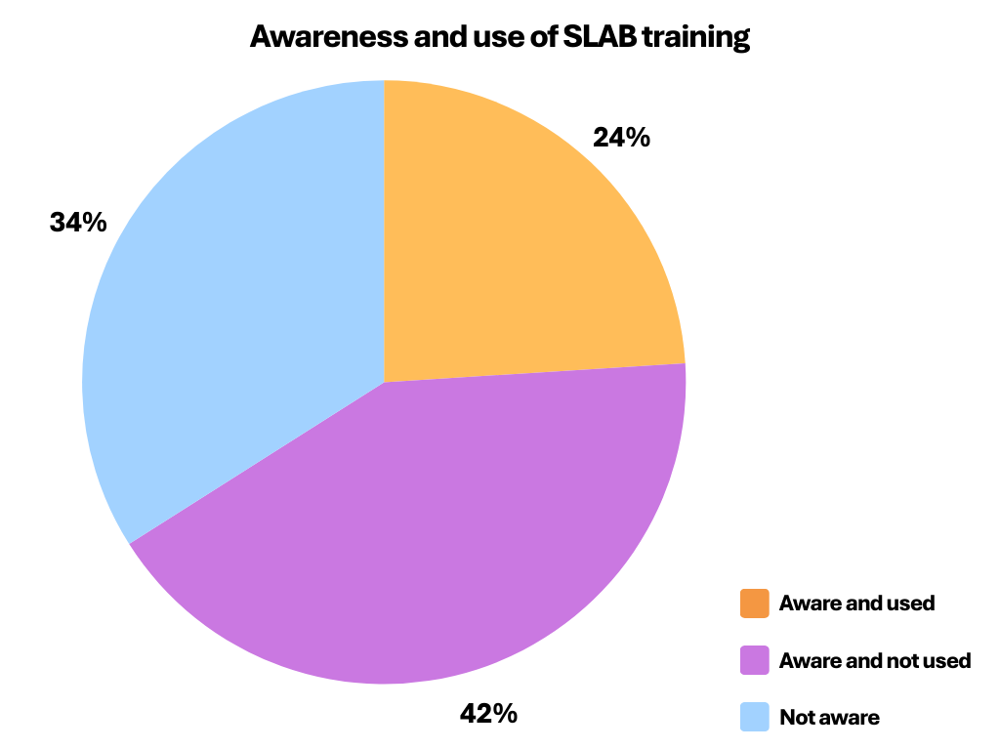 Awareness and use of SLAB training
24%
34%
42%
Aware and used
Aware and not used
Not aware